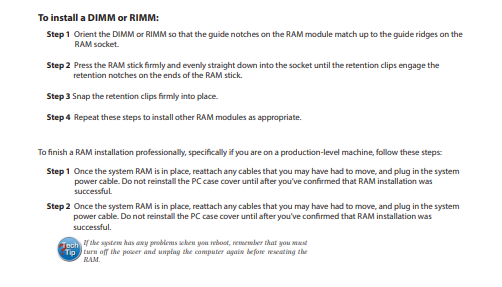 To install a DIMM or RIMM:
Step 1 Orient the DIMM or RIMM so that the guide notches on the RAM module match up to the guide ridges on the
RAM socket.
Step 2 Press the RAM stick firmly and evenly straight down into the socket until the retention clips engage the
retention notches on the ends of the RAM stick.
Step 3 Snap the retention clips firmly into place.
Step 4 Repeat these steps to install other RAM modules as appropriate.
To finish a RAM installation professionally, specifically if you are on a production-level machine, follow these steps:
Step 1 Once the system RAM is in place, reattach any cables that you may have had to move, and plug in the system
power cable. Do not reinstall the PC case cover until after you've confirmed that RAM installation was
successful.
Step 2 Once the system RAM is in place, reattach any cables that you may have had to move, and plug in the system
power cable. Do not reinstall the PC case cover until after you've confirmed that RAM installation was
successful.
Tech
Tip
If the system has any problems when you reboot, remember that you must
turn off the power and unplug the computer again before reseating the
RAM.